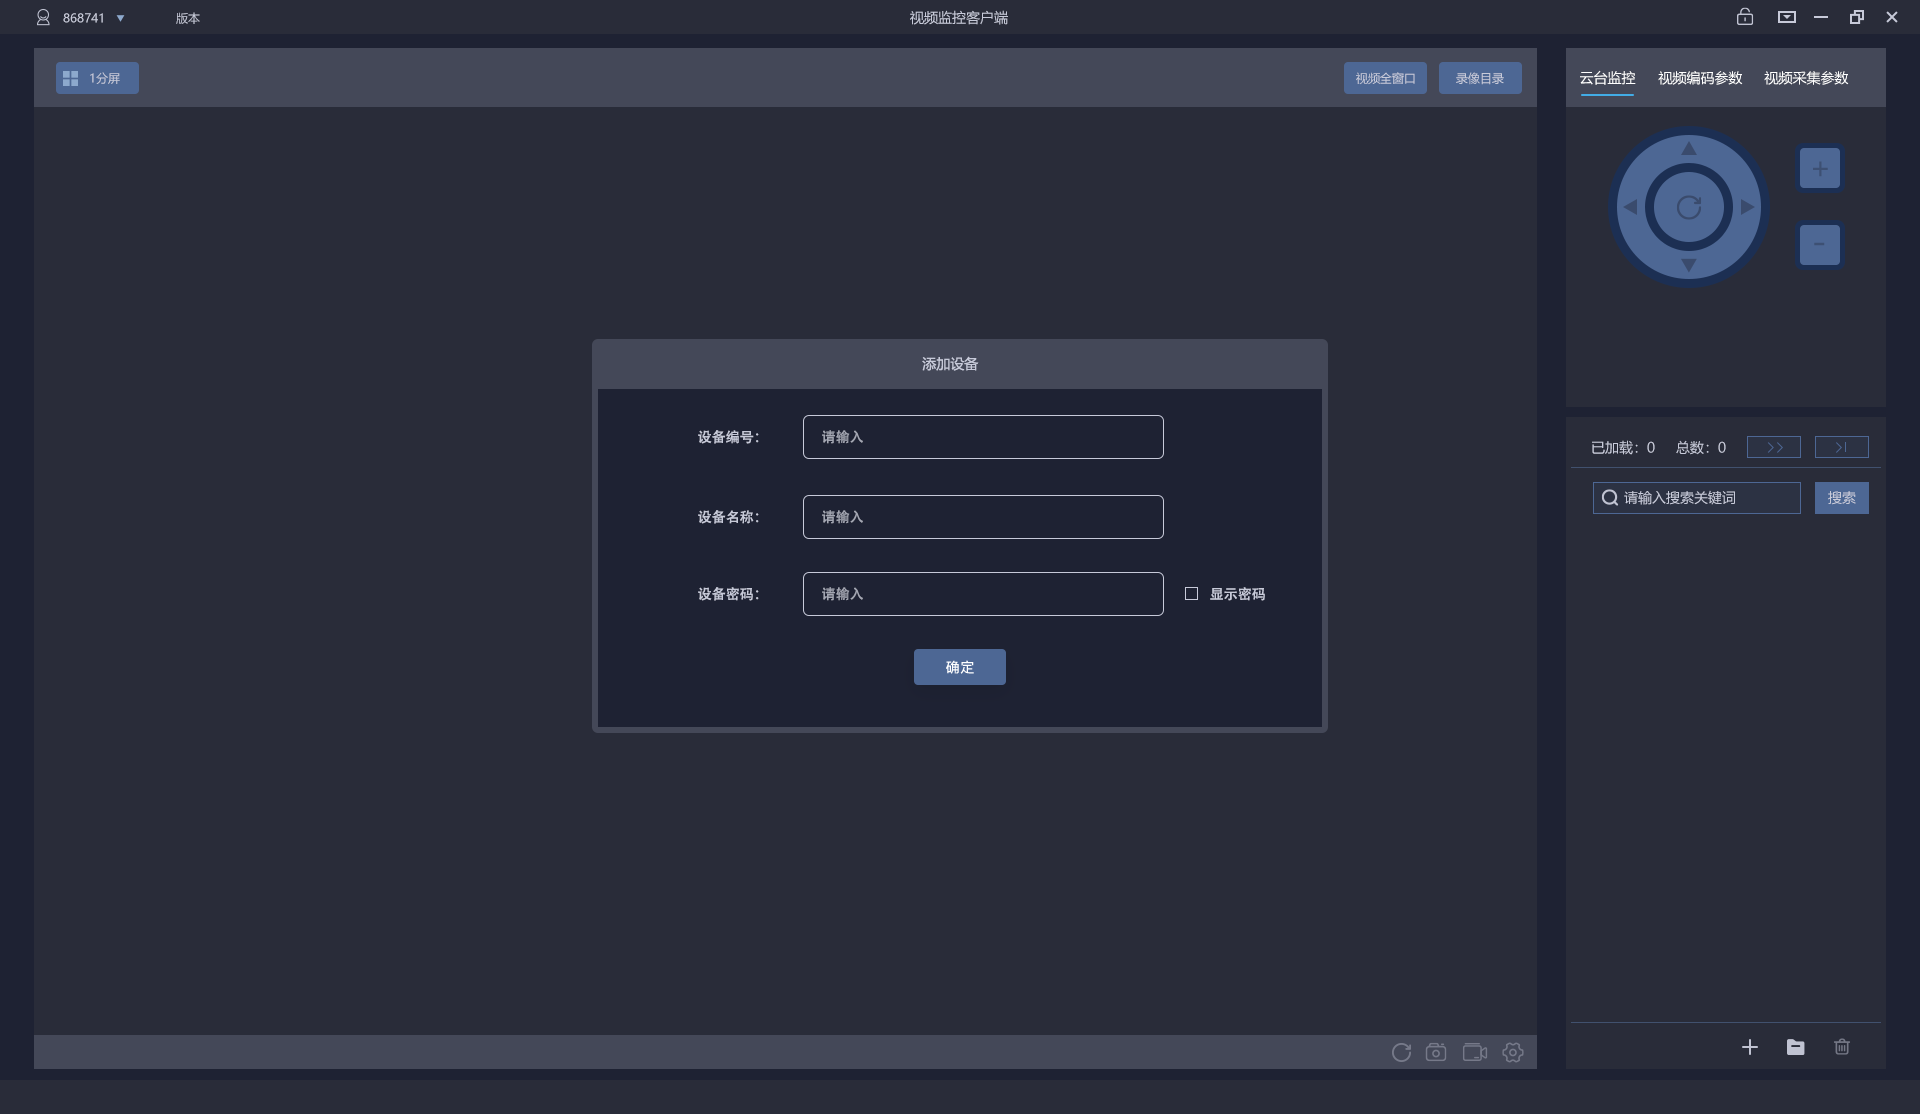 868741
版本
视频监控客户端
1分屏
视频全窗口
录像目录
云台监控
视频编码参数
视频采集参数
添加设备
设备编号：
请输入
设备名称：
请输入
设备密码：
请输入
显示密码
确定
已加载：0
总数：0
请输入搜索关键词
搜索